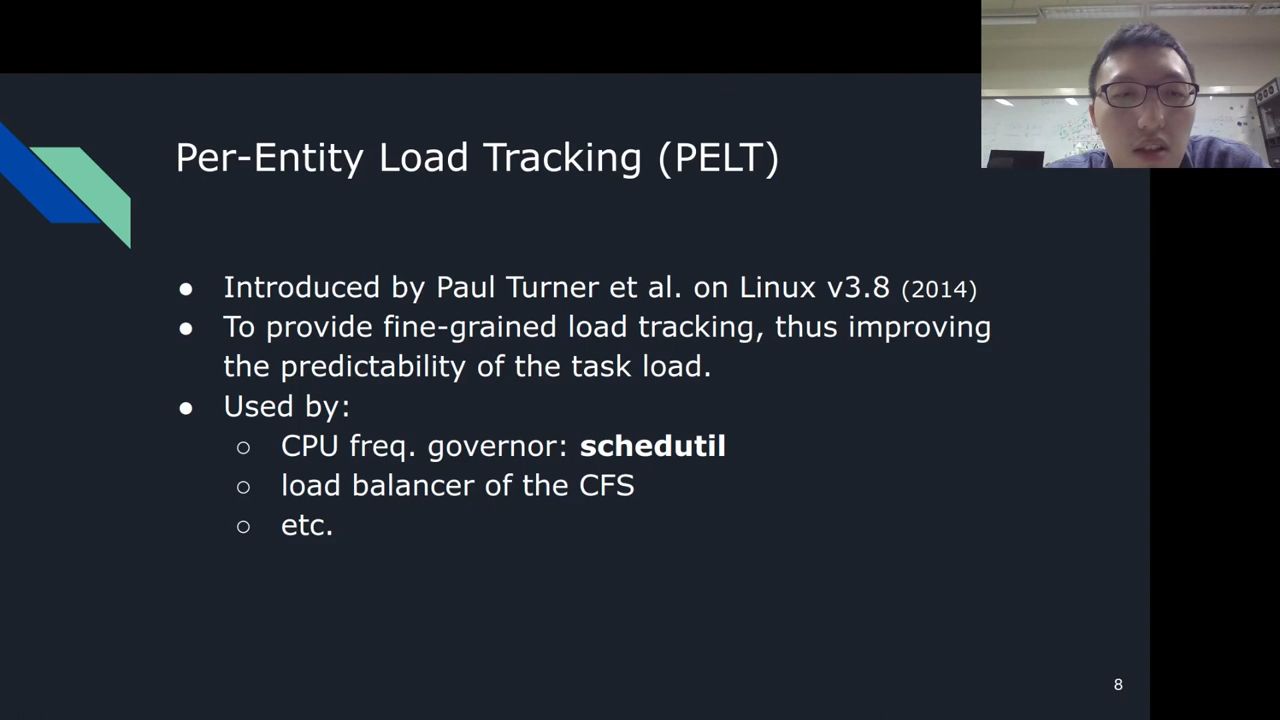 Per-Entity Load Tracking (PELT)
● Introduced by Paul Turner et al. on Linux v3.8 (2014)
● To provide fine-grained load tracking, thus improving
the predictability of the task load.
● Used by:
○ CPU freq. governor: schedutil
○ load balancer of the CFS
○ etc.
8